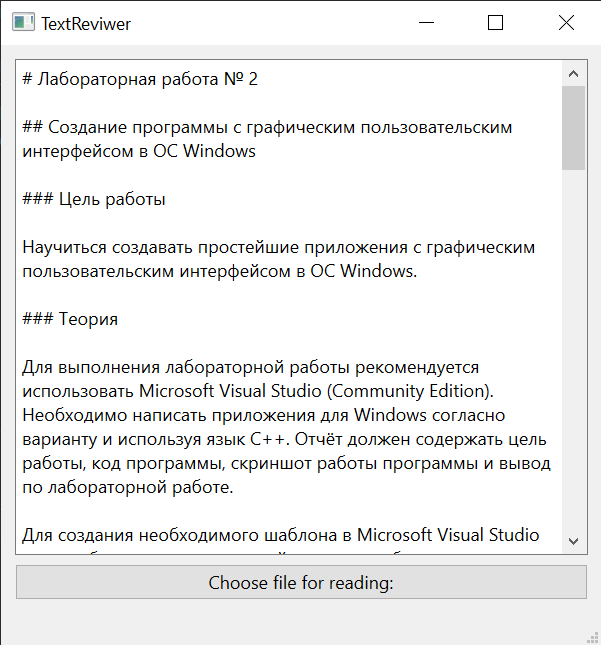 TextReviwer
# Лабораторная работа № 2
## Создание программы с графическим пользовательским
интерфейсом в ОС Windows
### Цель работы
Научиться создавать простейшие приложения с графическим
пользовательским интерфейсом в ОС Windows.
### Теория
Для выполнения лабораторной работы рекомендуется
использовать Microsoft Visual Studio (Community Edition).
Необходимо написать приложения для Windows согласно
варианту и используя язык C++. Отчёт должен содержать цель
работы, код программы, скриншот работы программы и вывод
по лабораторной работе.
Для создания необходимого шаблона в Microsoft Visual Studio
Choose file for reading: